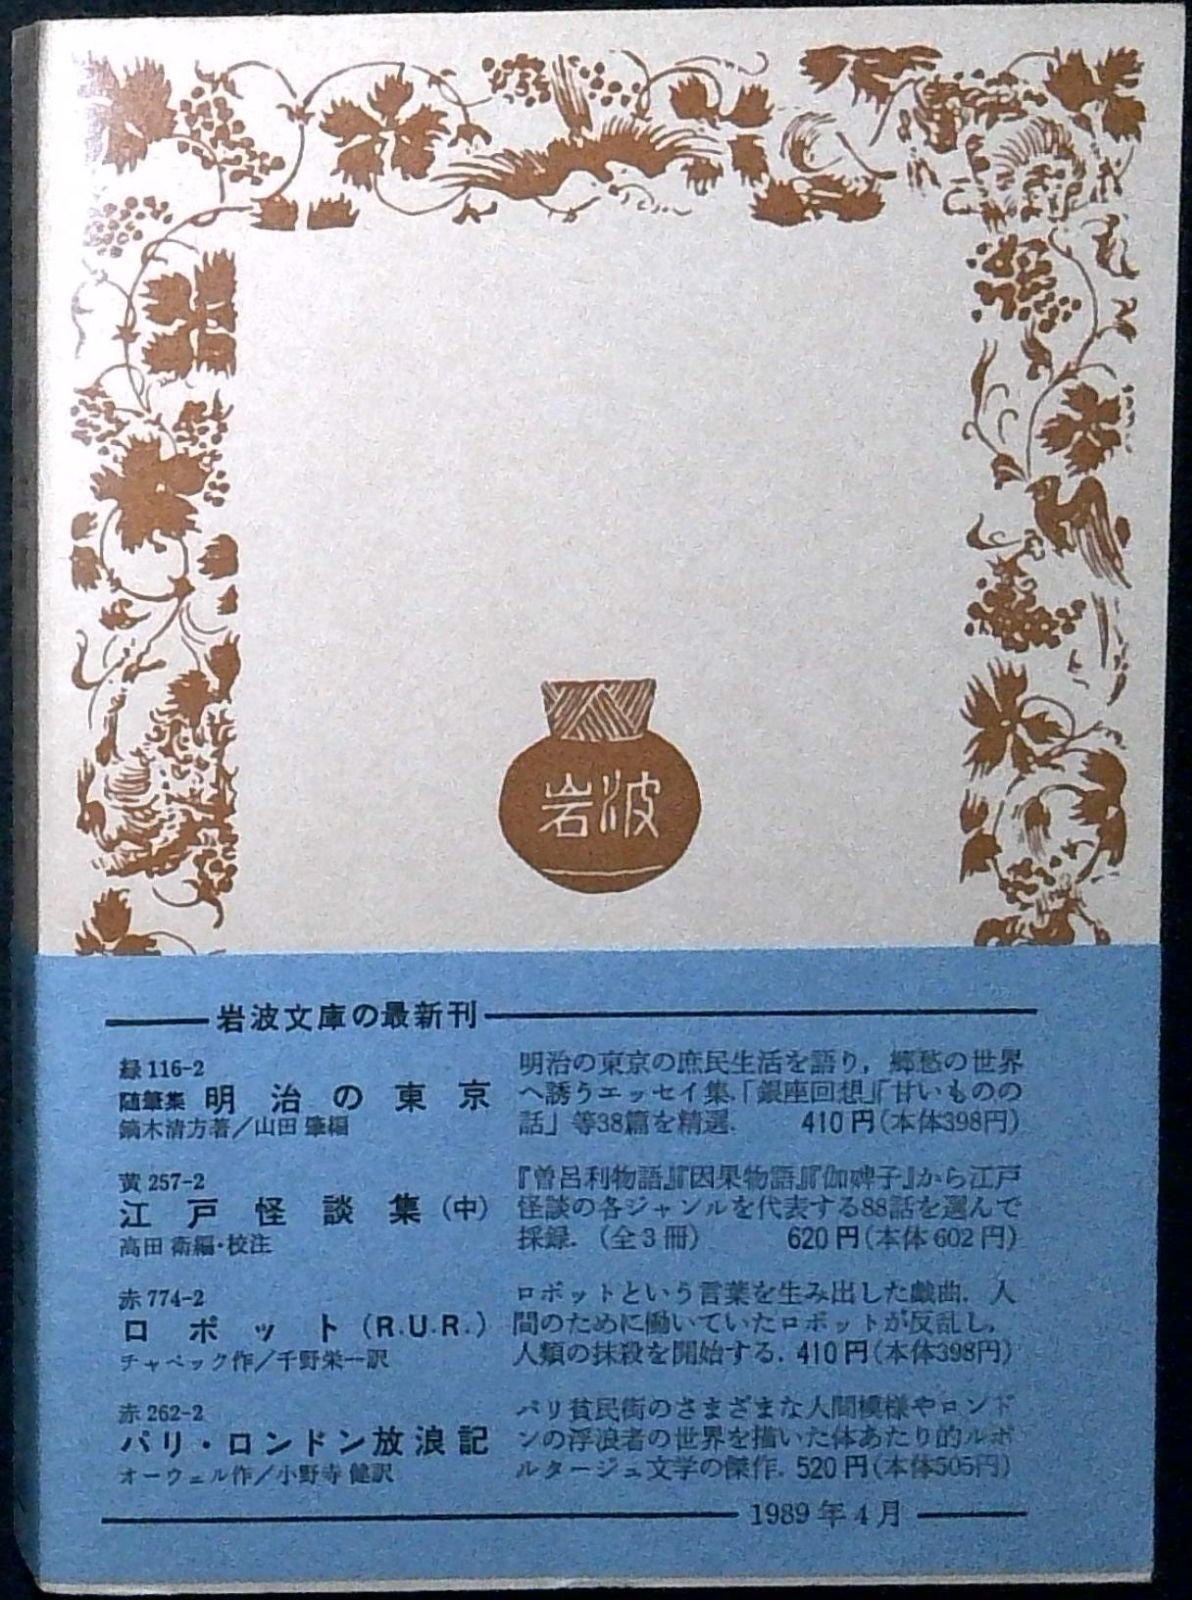 岩波
岩波文庫の最新刊
緑116-2
随筆集 明治の東京
鏑木清方著／山田 肇編
明治の東京の庶民生活を語り，郷愁の世界
へ誘うエッセイ集．「銀座回想」「甘いものの
話」等38篇を精選． 410円（本体398円）
黄257-2
江戸怪談集（中）
高田 衛編・校注
『曽呂利物語』『因果物語』『伽婢子』から江戸
怪談の各ジャンルを代表する88話を選んで
採録．（全3冊） 620円（本体602円）
赤774-2
ロボット（R.U.R.）
チャペック作／千野栄一訳
ロボットという言葉を生み出した戯曲．人
間のために働いていたロボットが反乱し，
人類の抹殺を開始する．410円（本体398円）
赤262-2
パリ・ロンドン放浪記
オーウェル作／小野寺 健訳
パリ貧民街のさまざまな人間模様やロンド
ンの浮浪者の世界を描いた体あたり的ルポ
ルタージュ文学の傑作．520円（本体505円）
1989年4月